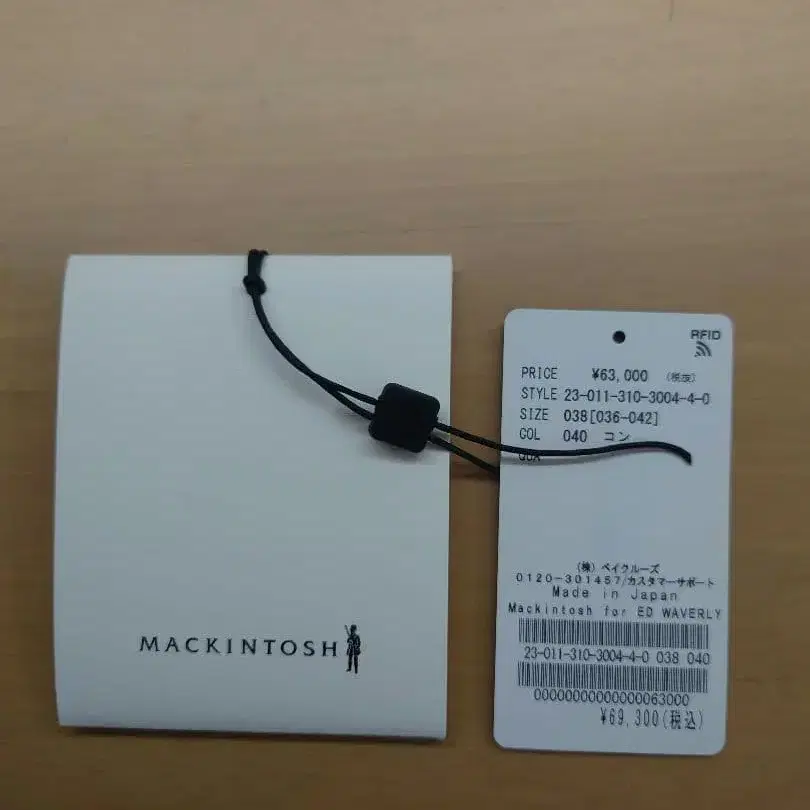 MACKINTOSH
RFID
PRICE ¥63,000 (税抜)
STYLE 23-011-310-3004-4-0
SIZE 038[036-042]
COL 040 コン
(株) ベイクルーズ
0120-301457/カスタマーサポート
Made in Japan
Mackintosh for ED WAVERLY
23-011-310-3004-4-0 038 040
¥69,300(税込)